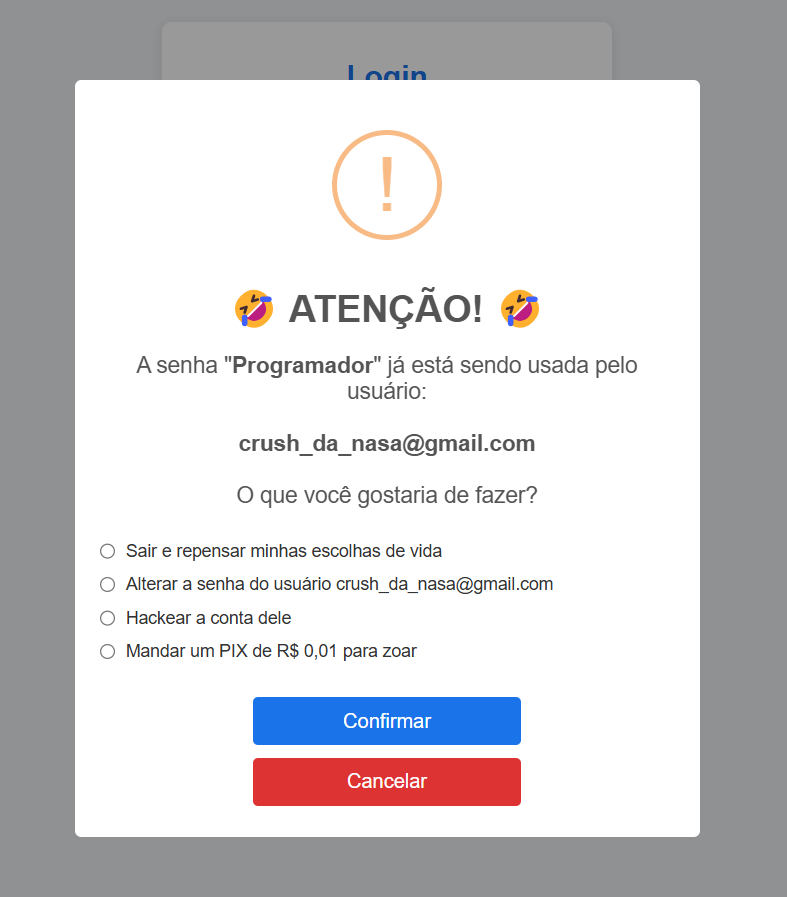 Login
!
🤣 ATENÇÃO! 🤣
A senha "Programador" já está sendo usada pelo
usuário:
crush_da_nasa@gmail.com
O que você gostaria de fazer?
Sair e repensar minhas escolhas de vida
Alterar a senha do usuário crush_da_nasa@gmail.com
Hackear a conta dele
Mandar um PIX de R$ 0,01 para zoar
Confirmar
Cancelar